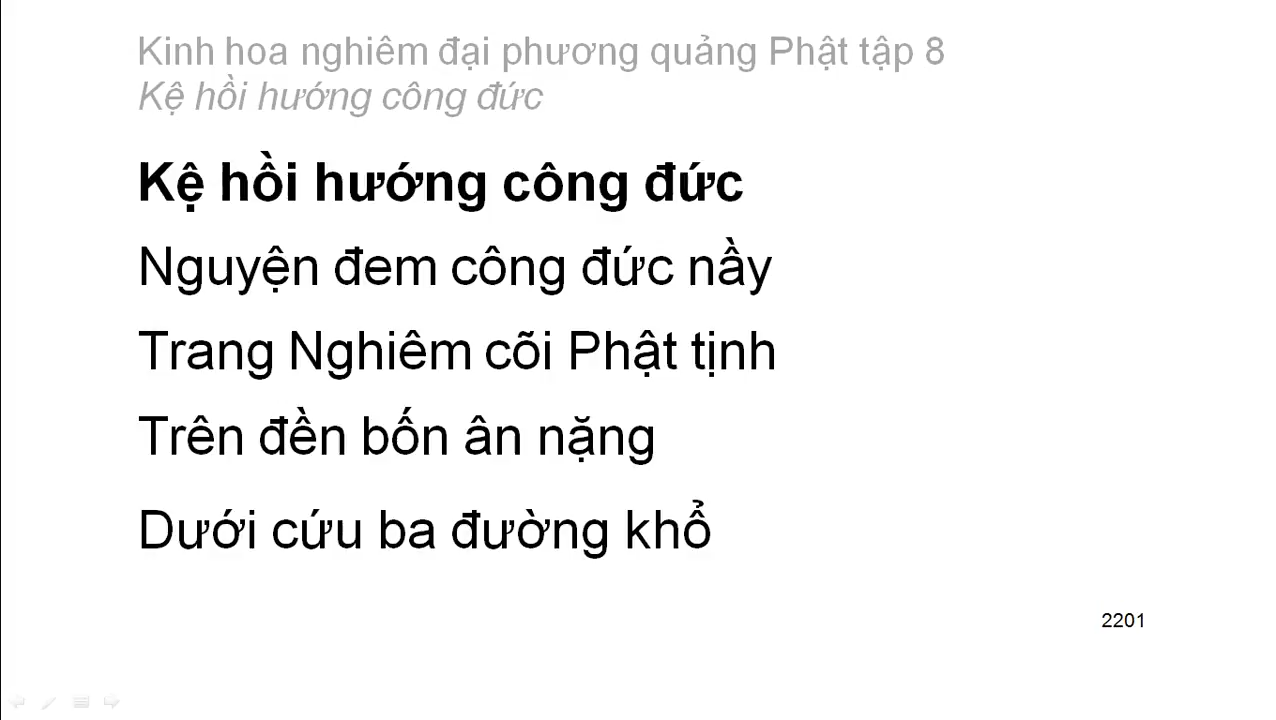 Kinh hoa nghiêm đại phương quảng Phật tập 8
Kệ hồi hướng công đức
Kệ hồi hướng công đức
Nguyện đem công đức nầy
Trang Nghiêm cõi Phật tịnh
Trên đền bốn ân nặng
Dưới cứu ba đường khổ
2201